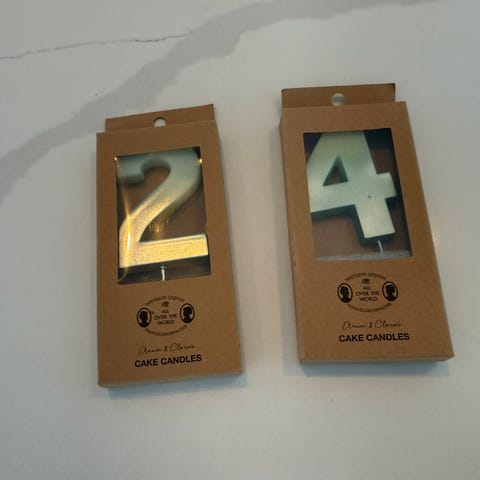 2
ALL
OVER THE
WORLD
Anna & Clara's
CAKE CANDLES
4
ALL
OVER THE
WORLD
Anna & Clara's
CAKE CANDLES